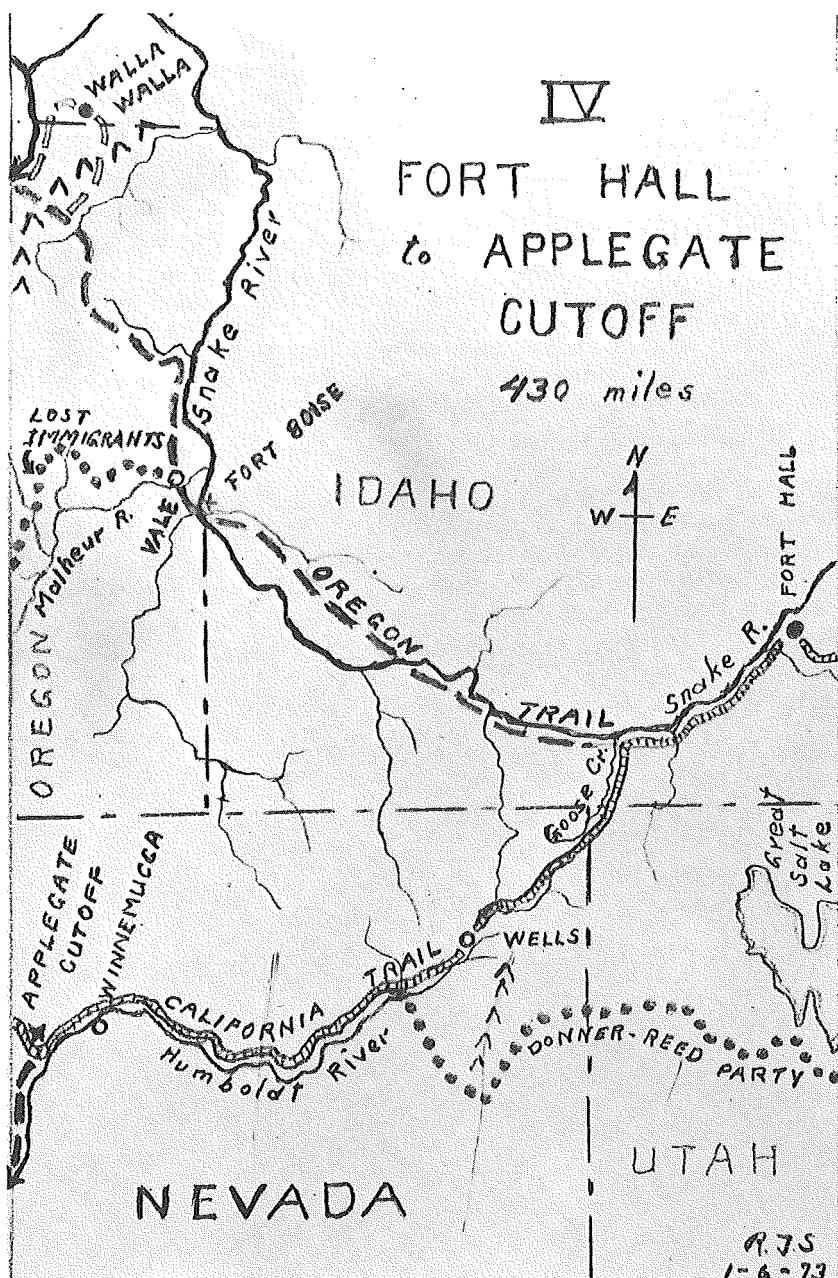 IV
FORT HALL
to APPLEGATE
CUTOFF
430 miles
WALLA
WALLA
Snake River
LOST
IMMIGRANTS
FORT BOISE
IDAHO
N
W E
FORT HALL
Malheur R.
VALE
OREGON
OREGON
TRAIL
Snake R.
Goose Cr.
Great
Salt
Lake
APPLEGATE
CUTOFF
WINNEMUCCA
WELLS
CALIFORNIA
TRAIL
Humboldt River
DONNER-REED
PARTY
NEVADA
UTAH
R.J.S
1-6-73